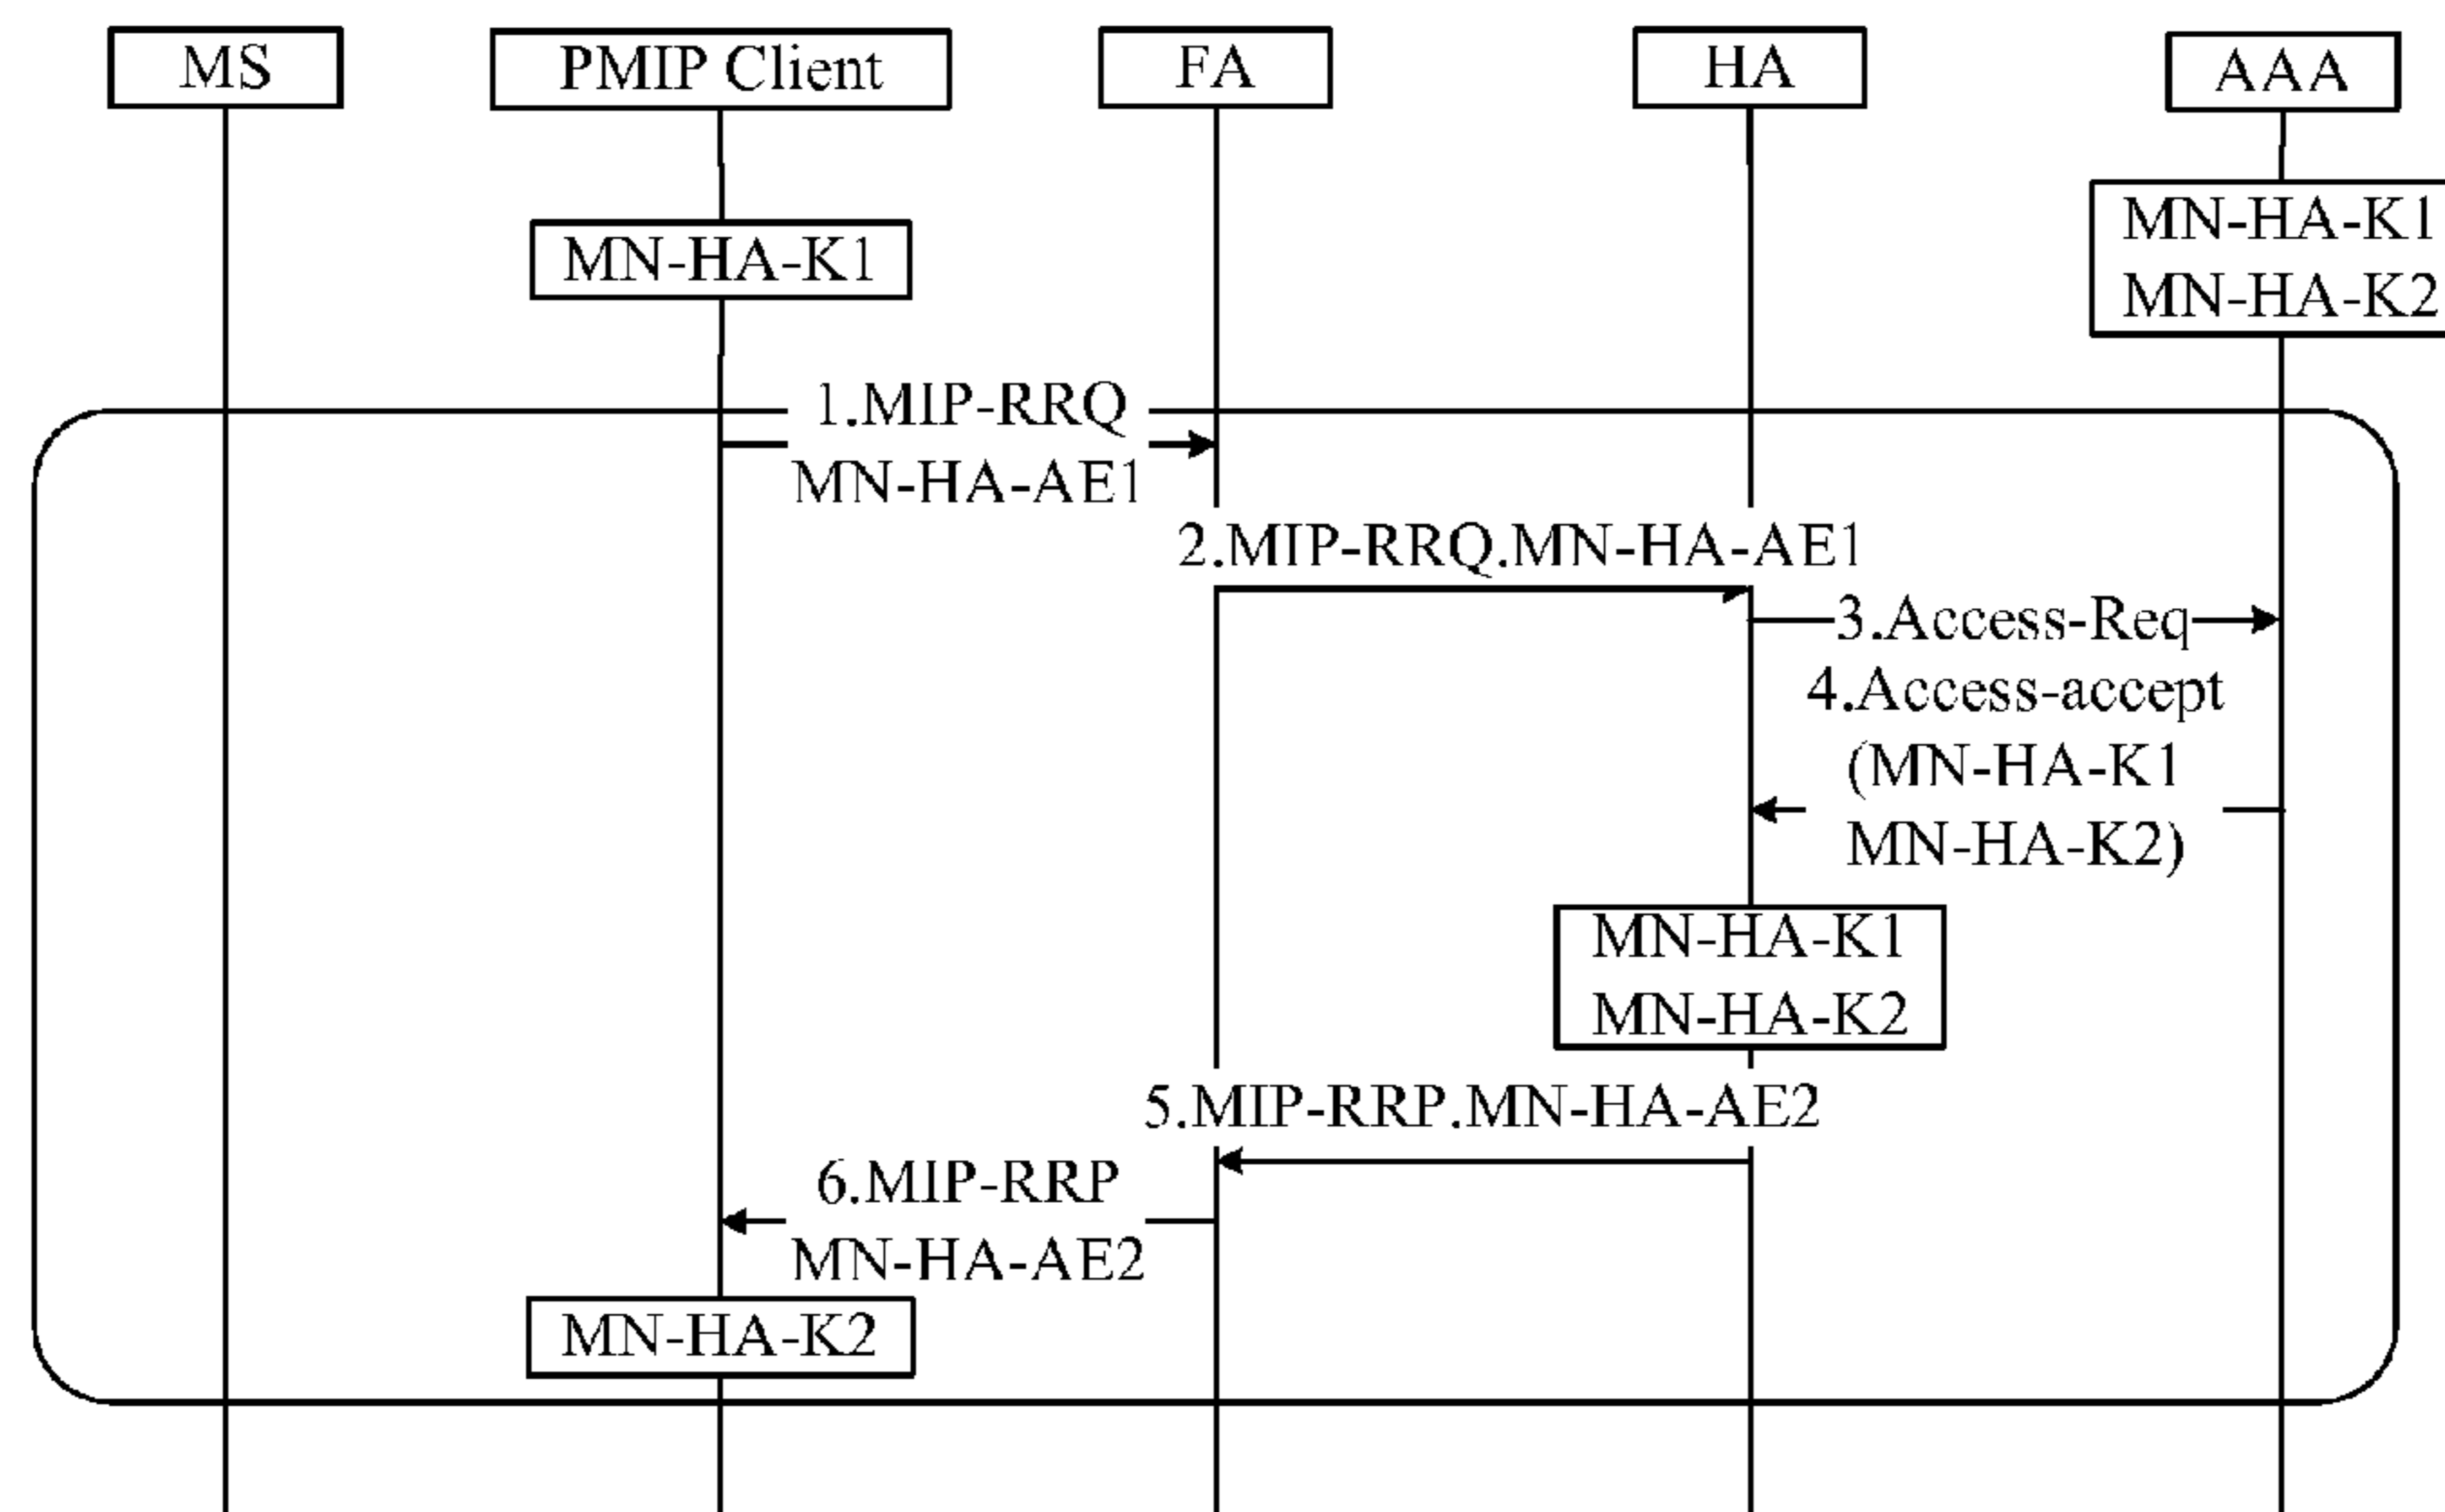 MS
PMIP Client
FA
HA
AAA
MN-HA-K1
MN-HA-K1
MN-HA-K2
1.MIP-RRQ
MN-HA-AE1
2.MIP-RRQ.MN-HA-AE1
3.Access-Req
4.Access-accept
(MN-HA-K1
MN-HA-K2)
MN-HA-K1
MN-HA-K2
5.MIP-RRP.MN-HA-AE2
6.MIP-RRP
MN-HA-AE2
MN-HA-K2